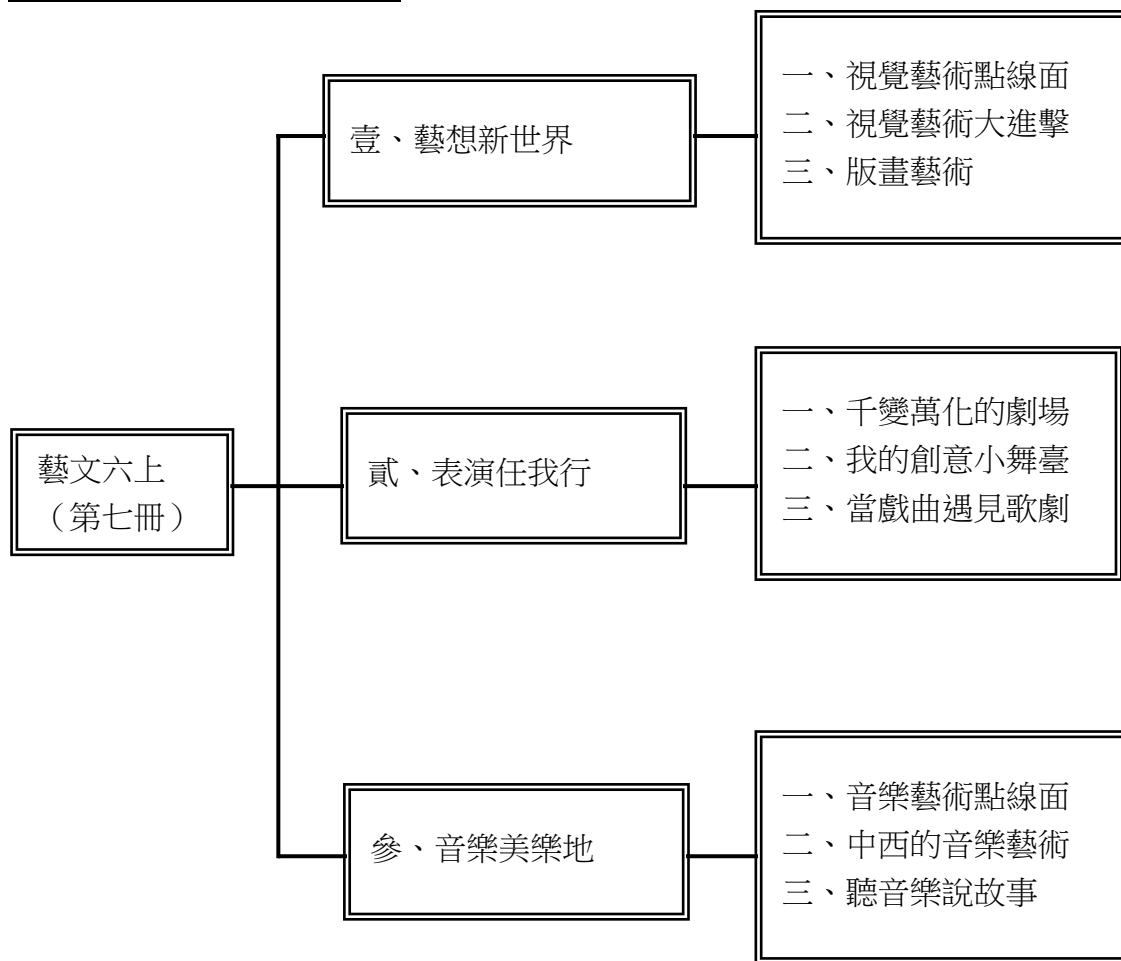 藝文六上
（第七冊）
壹、藝想新世界
一、視覺藝術點線面
二、視覺藝術大進擊
三、版畫藝術
貳、表演任我行
一、千變萬化的劇場
二、我的創意小舞臺
三、當戲曲遇見歌劇
參、音樂美樂地
一、音樂藝術點線面
二、中西的音樂藝術
三、聽音樂說故事